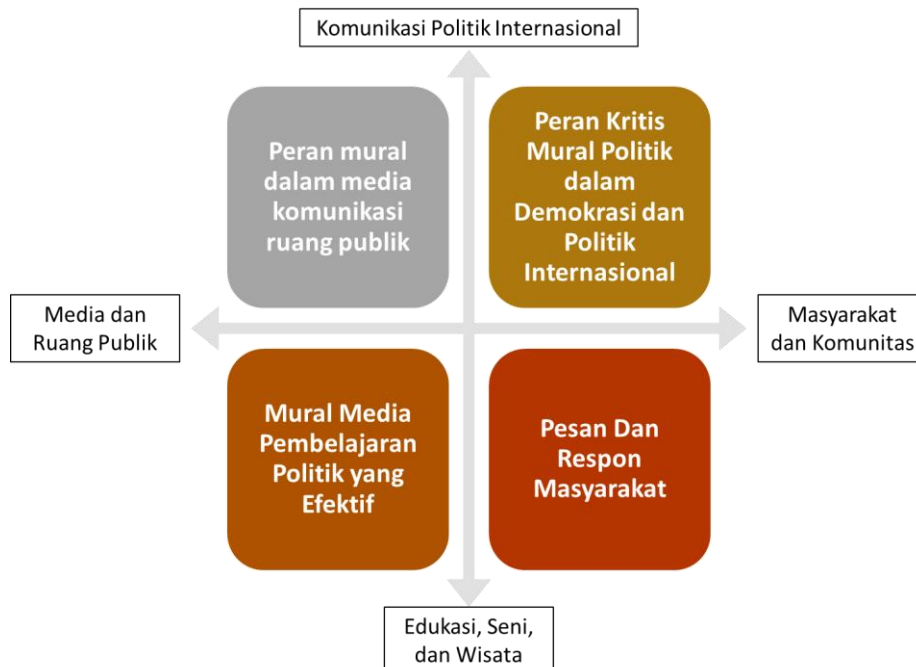 Komunikasi Politik Internasional
Peran mural
dalam media
komunikasi
ruang publik
Peran Kritis
Mural Politik
dalam
Demokrasi dan
Politik
Internasional
Media dan
Ruang Publik
Masyarakat
dan Komunitas
Mural Media
Pembelajaran
Politik yang
Efektif
Pesan Dan
Respon
Masyarakat
Edukasi, Seni,
dan Wisata